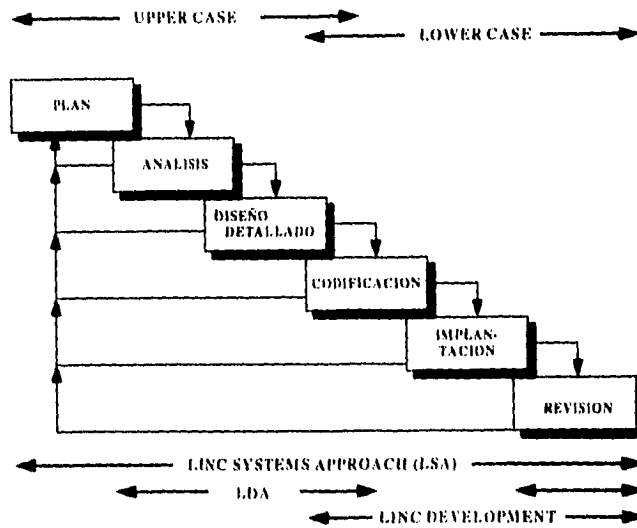 UPPER CASE
LOWER CASE
PLAN
ANALISIS
DISEÑO
DETALLADO
CODIFICACION
IMPLAN-
TACION
REVISION
LINC SYSTEMS APPROACH (LSA)
LDA
LINC DEVELOPMENT